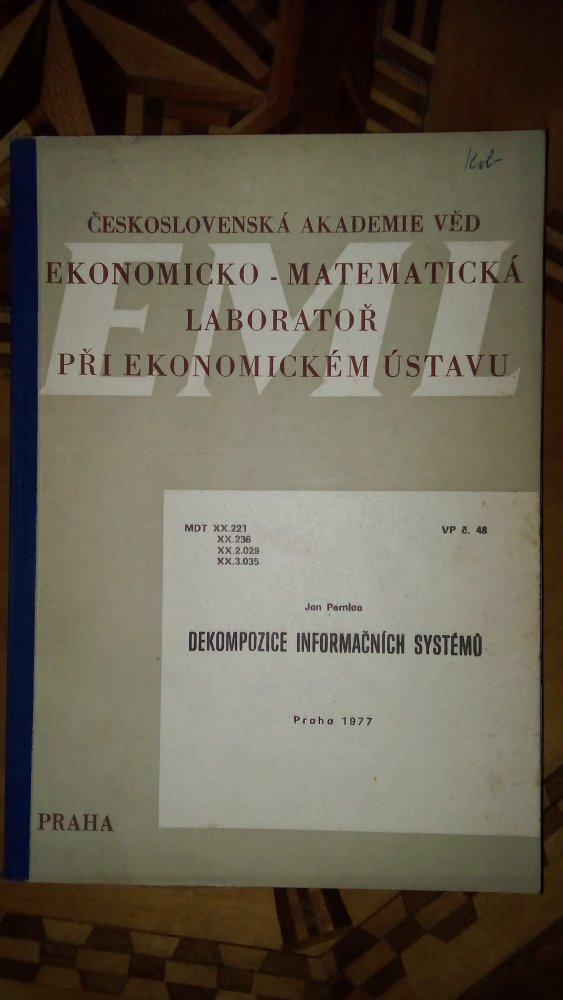 Kob-
ČESKOSLOVENSKÁ AKADEMIE VĚD
EML
EKONOMICKO - MATEMATICKÁ
LABORATOŘ
PŘI EKONOMICKÉM ÚSTAVU
MDT XX.221
XX.236
XX.2.029
XX.3.035
VP č. 48
Jan Pernica
DEKOMPOZICE INFORMAČNÍCH SYSTÉMŮ
Praha 1977
PRAHA